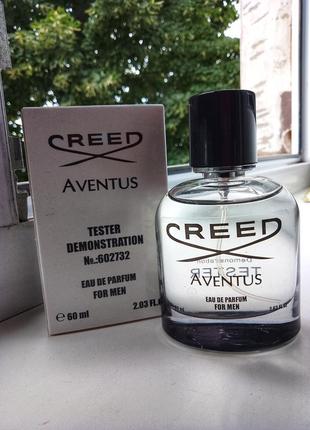 CREED
AVENTUS
TESTER
DEMONSTRATION
№.:602732
EAU DE PARFUM
FOR MEN
e 60 ml
2.03 FL.
CREED
Demonstration
TESTER
AVENTUS
EAU DE PARFUM
FOR MEN